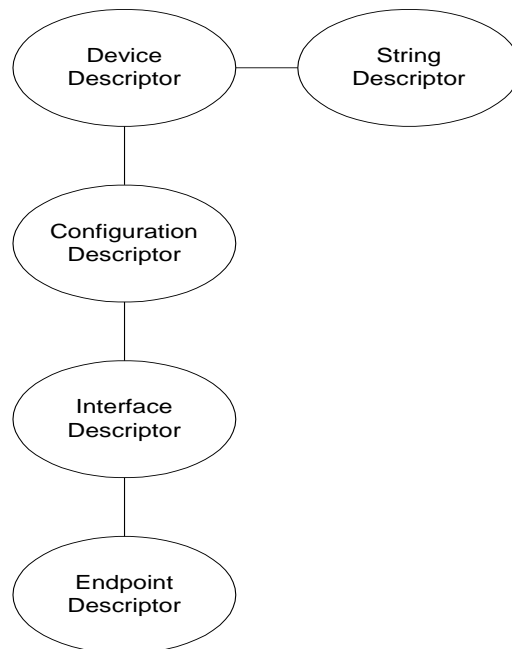 Device
Descriptor
String
Descriptor
Configuration
Descriptor
Interface
Descriptor
Endpoint
Descriptor